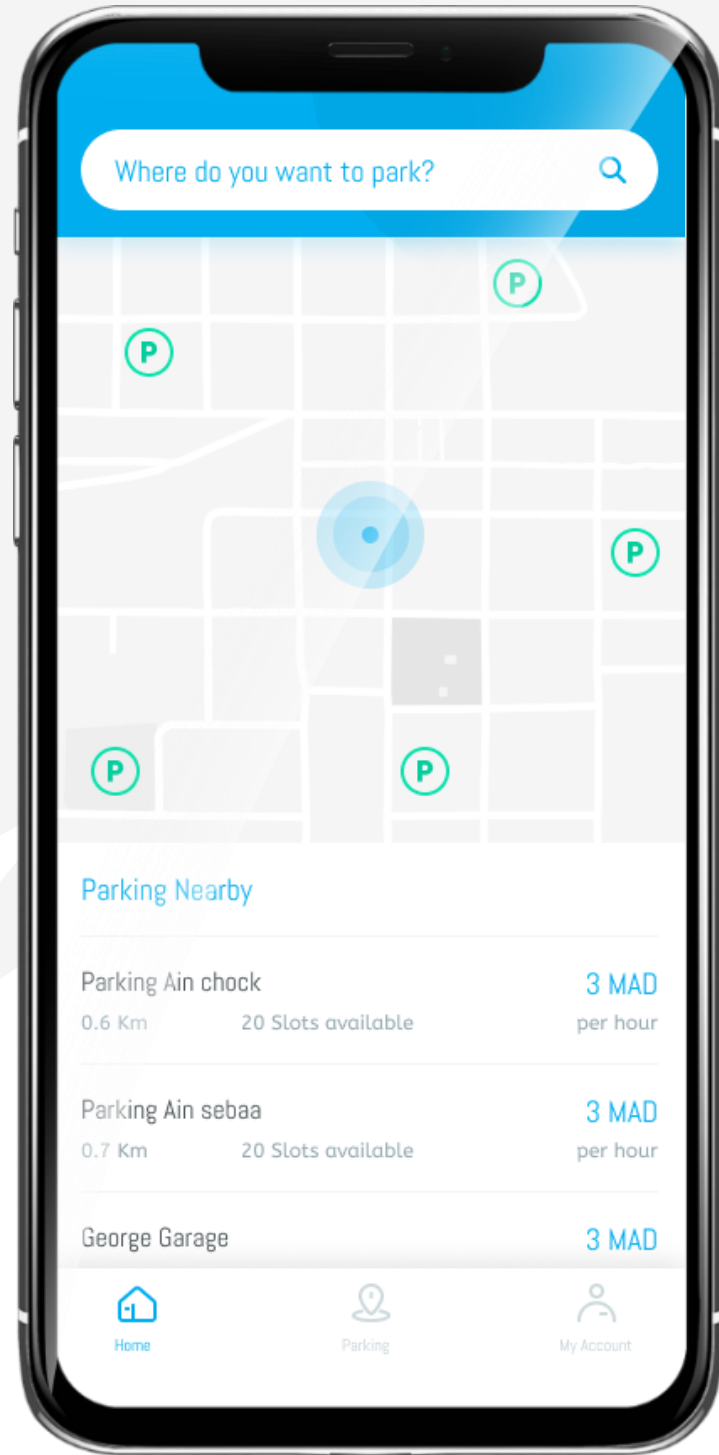 Where do you want to park?
P
P
P
P
P
Parking Nearby
Parking Ain chock
3 MAD
0.6 Km
20 Slots available
per hour
Parking Ain sebaa
3 MAD
0.7 Km
20 Slots available
per hour
George Garage
3 MAD
Home
Parking
My Account